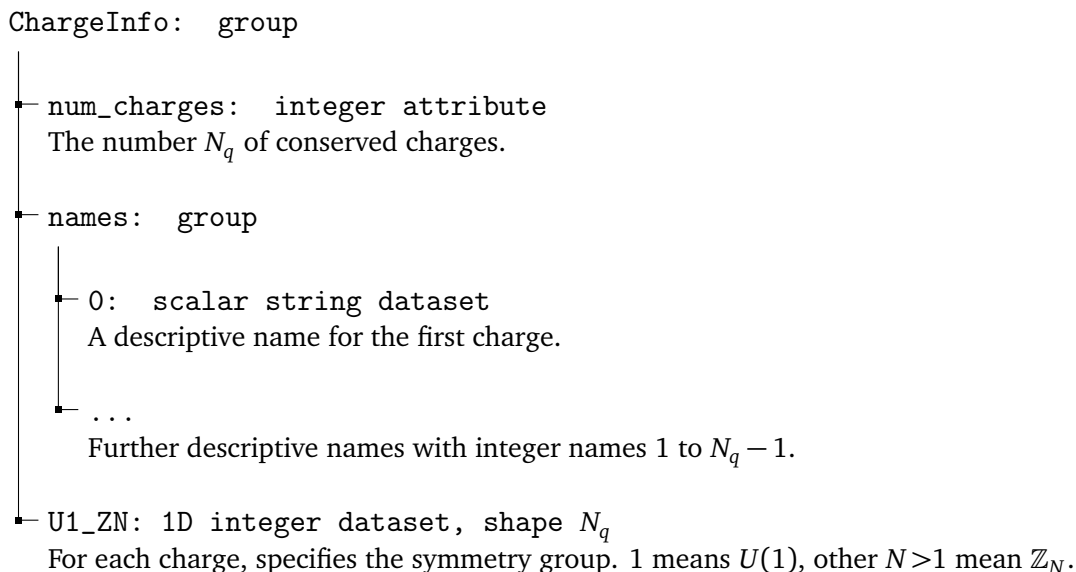 ChargeInfo: group
num_charges: integer attribute
The number N_q of conserved charges.
names: group
0: scalar string dataset
A descriptive name for the first charge.
...
Further descriptive names with integer names 1 to N_q − 1.
U1_ZN: 1D integer dataset, shape N_q
For each charge, specifies the symmetry group. 1 means U(1), other N >1 mean ℤ_N.